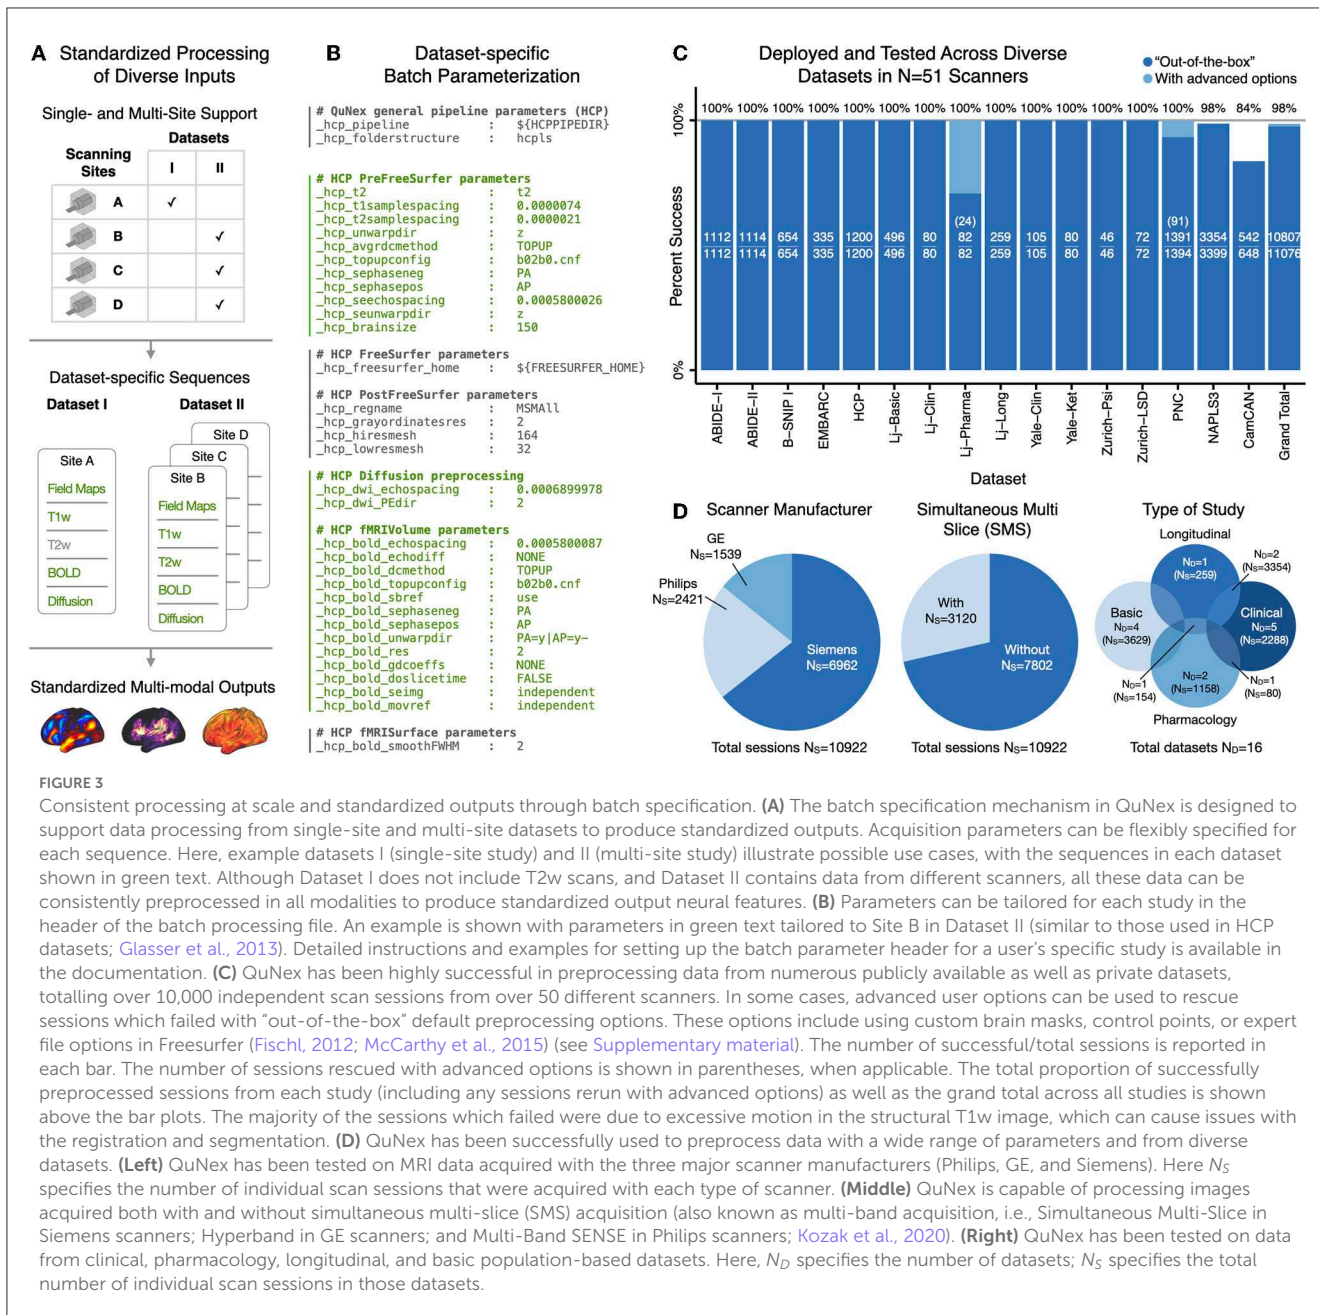 A Standardized Processing
of Diverse Inputs
Single- and Multi-Site Support
Datasets
Scanning
Sites
I II
A ✓
B ✓
C ✓
D ✓
Dataset-specific Sequences
Dataset I Dataset II
Site D
Site C
Site A
Site B
Field Maps
T1w
T2w
BOLD
Diffusion
Field Maps
T1w
T2w
BOLD
Diffusion
Standardized Multi-modal Outputs
B Dataset-specific
Batch Parameterization
# QuNex general pipeline parameters (HCP)
_hcp_pipeline : ${HCPPIPEDIR}
_hcp_folderstructure : hcpls
# HCP PreFreeSurfer parameters
_hcp_t2 : t2
_hcp_t1samplespacing : 0.0000074
_hcp_t2samplespacing : 0.0000021
_hcp_unwarpdir : z
_hcp_avgrdcmethod : TOPUP
_hcp_topupconfig : b02b0.cnf
_hcp_sephaseneg : PA
_hcp_sephasepos : AP
_hcp_seechospacing : 0.0005800026
_hcp_seunwarpdir : z
_hcp_brainsize : 150
# HCP FreeSurfer parameters
_hcp_freesurfer_home : ${FREESURFER_HOME}
# HCP PostFreeSurfer parameters
_hcp_regname : MSMAll
_hcp_grayordinatesres : 2
_hcp_hiresmesh : 164
_hcp_lowresmesh : 32
# HCP Diffusion preprocessing
_hcp_dwi_echospacing : 0.0006899978
_hcp_dwi_PEdir : 2
# HCP fMRIVolume parameters
_hcp_bold_echospacing : 0.0005800087
_hcp_bold_echodiff : NONE
_hcp_bold_dcmethod : TOPUP
_hcp_bold_topupconfig : b02b0.cnf
_hcp_bold_sbref : use
_hcp_bold_sephaseneg : PA
_hcp_bold_sephasepos : AP
_hcp_bold_unwarpdir : PA=y|AP=y-
_hcp_bold_res : 2
_hcp_bold_gdcoeffs : NONE
_hcp_bold_doslicetime : FALSE
_hcp_bold_seimg : independent
_hcp_bold_movref : independent
# HCP fMRISurface parameters
_hcp_bold_smoothFWHM : 2
C Deployed and Tested Across Diverse
Datasets in N=51 Scanners
"Out-of-the-box"
With advanced options
100% 100% 100% 100% 100% 100% 100% 100% 100% 100% 100% 100% 100% 100% 98% 84% 98%
100%
Percent Success
0%
(24) (91)
1112 1114 654 335 1200 496 80 82 259 105 80 46 72 1391 3354 542 10807
1112 1114 654 335 1200 496 80 82 259 105 80 46 72 1394 3399 648 11076
ABIDE-I
ABIDE-II
B-SNIP I
EMBARC
HCP
Lj-Basic
Lj-Clin
Lj-Pharma
Lj-Long
Yale-Clin
Yale-Ket
Zurich-Psi
Zurich-LSD
PNC
NAPLS3
CamCAN
Grand Total
Dataset
D Scanner Manufacturer
GE
NS=1539
Philips
NS=2421
Siemens
NS=6962
Total sessions NS=10922
Simultaneous Multi
Slice (SMS)
With
NS=3120
Without
NS=7802
Total sessions NS=10922
Type of Study
Longitudinal
ND=1
(NS=259)
ND=2
(NS=3354)
Basic
ND=4
(NS=3629)
Clinical
ND=5
(NS=2288)
ND=1
(NS=154)
ND=2
(NS=1158)
ND=1
(NS=80)
Pharmacology
Total datasets ND=16
FIGURE 3
Consistent processing at scale and standardized outputs through batch specification. (A) The batch specification mechanism in QuNex is designed to
support data processing from single-site and multi-site datasets to produce standardized outputs. Acquisition parameters can be flexibly specified for
each sequence. Here, example datasets I (single-site study) and II (multi-site study) illustrate possible use cases, with the sequences in each dataset
shown in green text. Although Dataset I does not include T2w scans, and Dataset II contains data from different scanners, all these data can be
consistently preprocessed in all modalities to produce standardized output neural features. (B) Parameters can be tailored for each study in the
header of the batch processing file. An example is shown with parameters in green text tailored to Site B in Dataset II (similar to those used in HCP
datasets; Glasser et al., 2013). Detailed instructions and examples for setting up the batch parameter header for a user's specific study is available in
the documentation. (C) QuNex has been highly successful in preprocessing data from numerous publicly available as well as private datasets,
totalling over 10,000 independent scan sessions from over 50 different scanners. In some cases, advanced user options can be used to rescue
sessions which failed with "out-of-the-box" default preprocessing options. These options include using custom brain masks, control points, or expert
file options in Freesurfer (Fischl, 2012; McCarthy et al., 2015) (see Supplementary material). The number of successful/total sessions is reported in
each bar. The number of sessions rescued with advanced options is shown in parentheses, when applicable. The total proportion of successfully
preprocessed sessions from each study (including any sessions rerun with advanced options) as well as the grand total across all studies is shown
above the bar plots. The majority of the sessions which failed were due to excessive motion in the structural T1w image, which can cause issues with
the registration and segmentation. (D) QuNex has been successfully used to preprocess data with a wide range of parameters and from diverse
datasets. (Left) QuNex has been tested on MRI data acquired with the three major scanner manufacturers (Philips, GE, and Siemens). Here NS
specifies the number of individual scan sessions that were acquired with each type of scanner. (Middle) QuNex is capable of processing images
acquired both with and without simultaneous multi-slice (SMS) acquisition (also known as multi-band acquisition, i.e., Simultaneous Multi-Slice in
Siemens scanners; Hyperband in GE scanners; and Multi-Band SENSE in Philips scanners; Kozak et al., 2020). (Right) QuNex has been tested on data
from clinical, pharmacology, longitudinal, and basic population-based datasets. Here, ND specifies the number of datasets; NS specifies the total
number of individual scan sessions in those datasets.